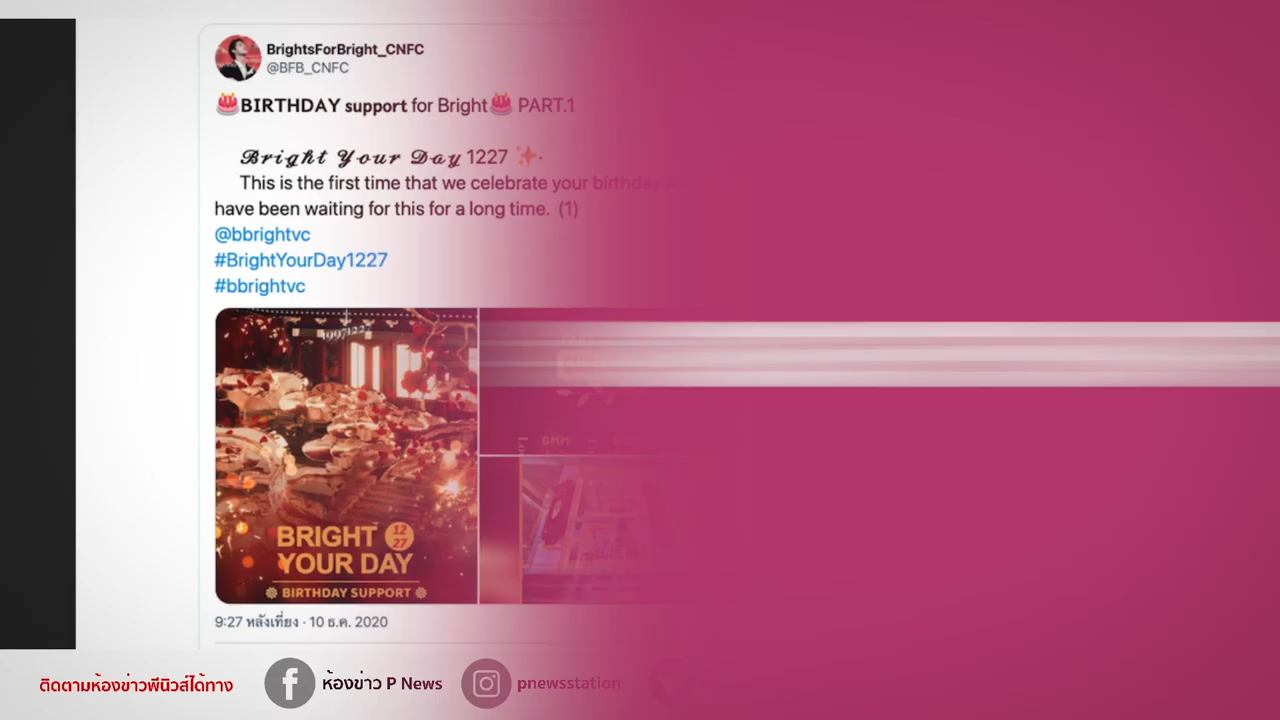 BrightsForBright_CNFC
@BFB_CNFC
🎂BIRTHDAY support for Bright🎂 PART.1
Bright Your Day 1227 ✨·
This is the first time that we celebrate your birthday
have been waiting for this for a long time. (1)
@bbrightvc
#BrightYourDay1227
#bbrightvc
19971227
GMM
BRIGHT 12 27
YOUR DAY
BIRTHDAY SUPPORT
9:27 หลังเที่ยง · 10 ธ.ค. 2020
ติดตามห้องข่าวพีนิวส์ได้ทาง ห้องข่าว P News pnewsstation